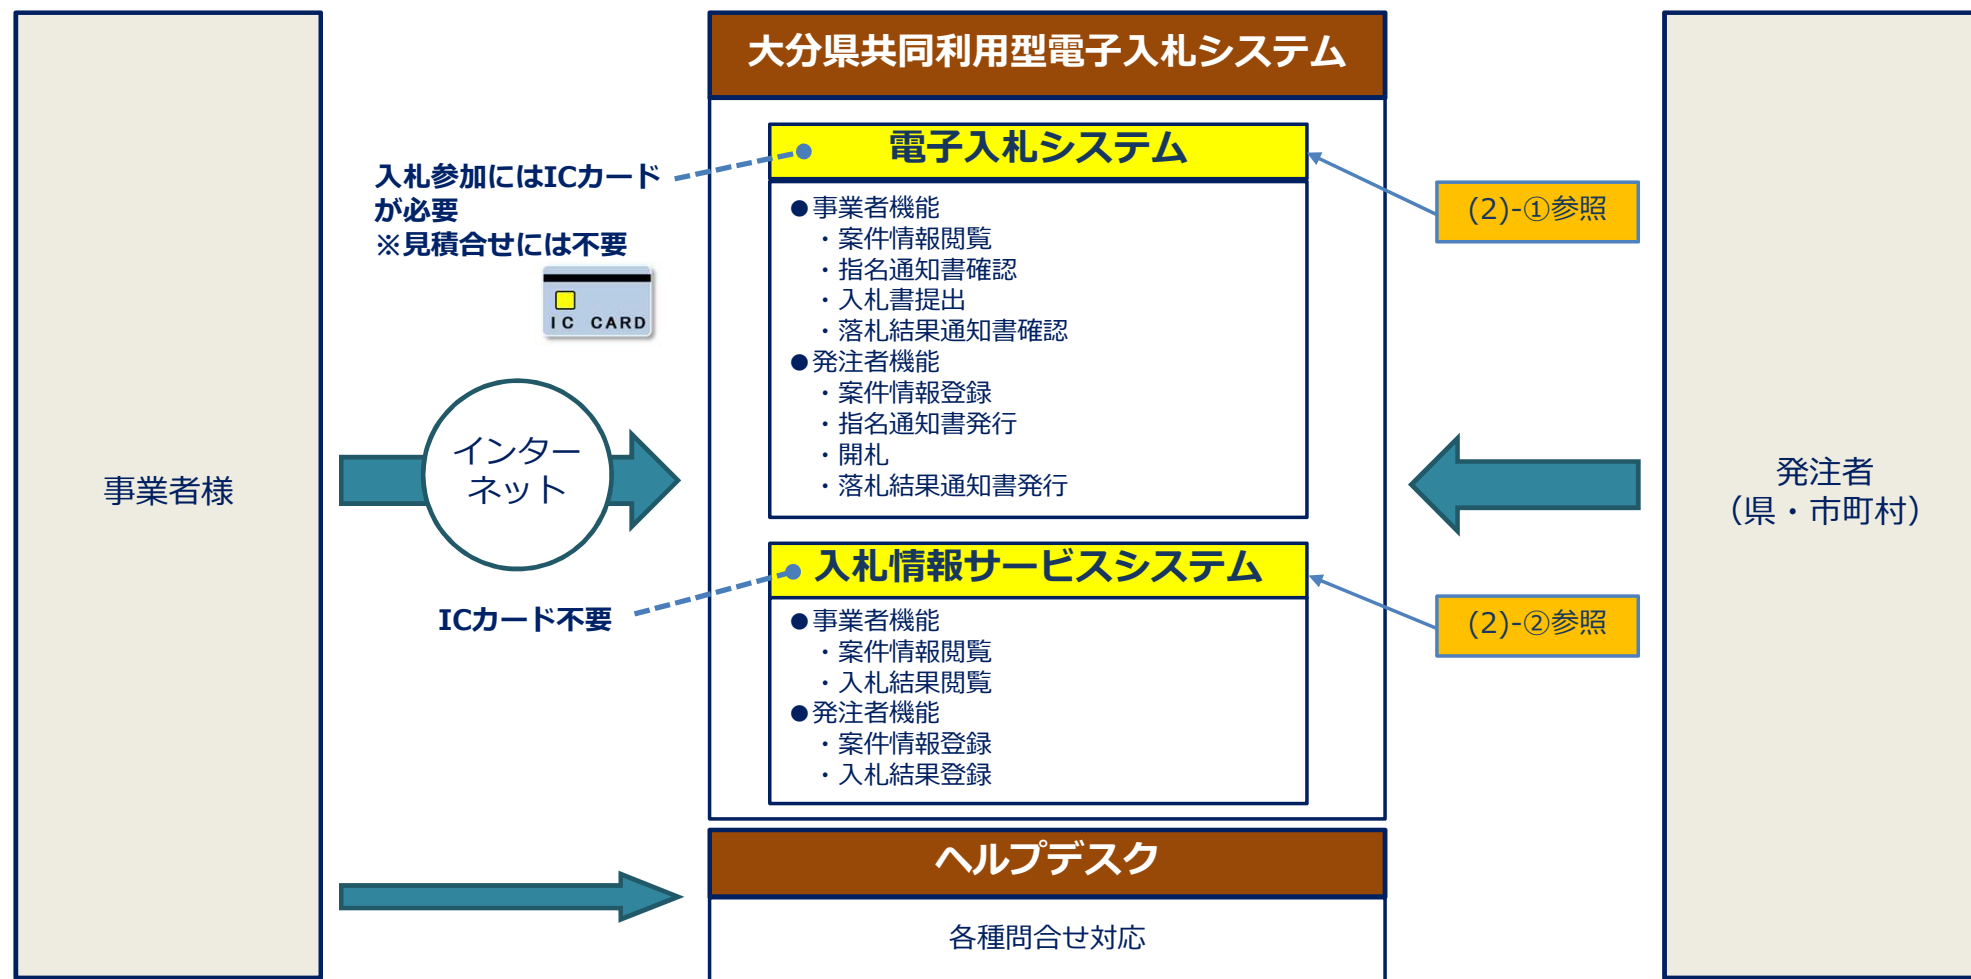 事業者様
入札参加にはICカード
が必要
※見積合せには不要
IC CARD
インター
ネット
ICカード不要
大分県共同利用型電子入札システム
電子入札システム
●事業者機能
・案件情報閲覧
・指名通知書確認
・入札書提出
・落札結果通知書確認
●発注者機能
・案件情報登録
・指名通知書発行
・開札
・落札結果通知書発行
入札情報サービスシステム
●事業者機能
・案件情報閲覧
・入札結果閲覧
●発注者機能
・案件情報登録
・入札結果登録
ヘルプデスク
各種問合せ対応
(2)-①参照
(2)-②参照
発注者
（県・市町村）